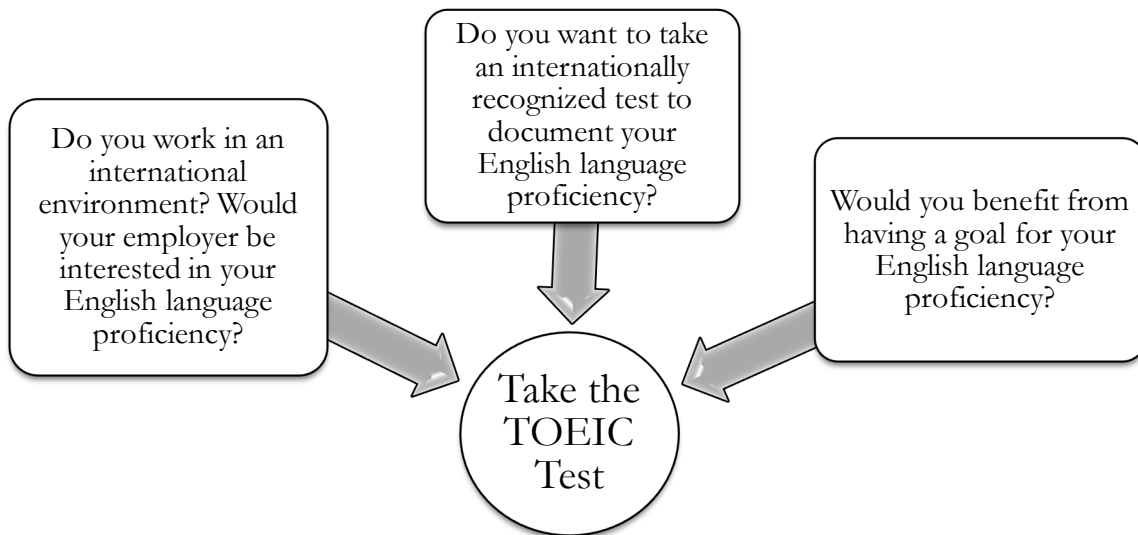 Do you work in an
international
environment? Would
your employer be
interested in your
English language
proficiency?
Do you want to take
an internationally
recognized test to
document your
English language
proficiency?
Would you benefit from
having a goal for your
English language
proficiency?
Take the
TOEIC
Test